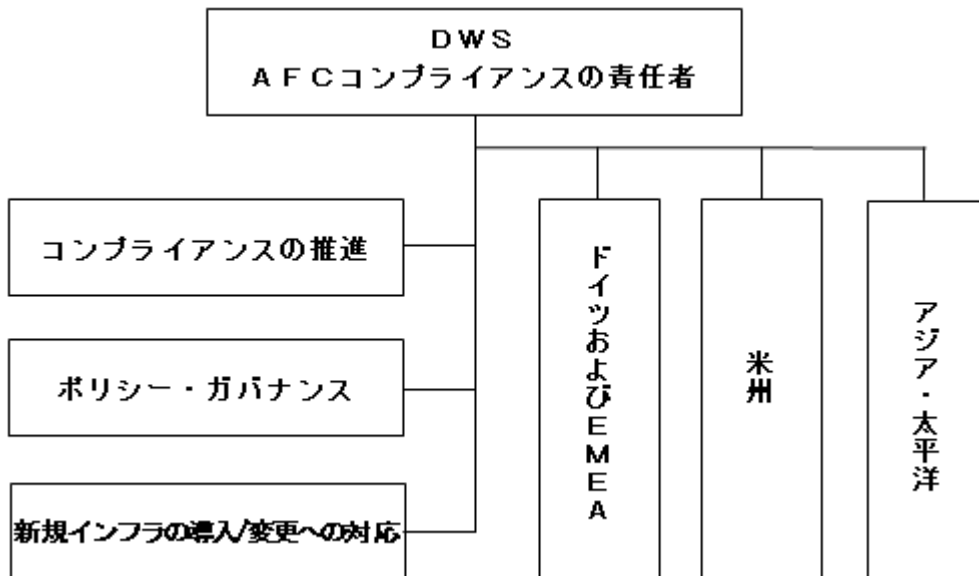 ＤＷＳ
ＡＦＣコンプライアンスの責任者
コンプライアンスの推進
ポリシー・ガバナンス
新規インフラの導入/変更への対応
ドイツおよびＥＭＥＡ
米州
アジア・太平洋